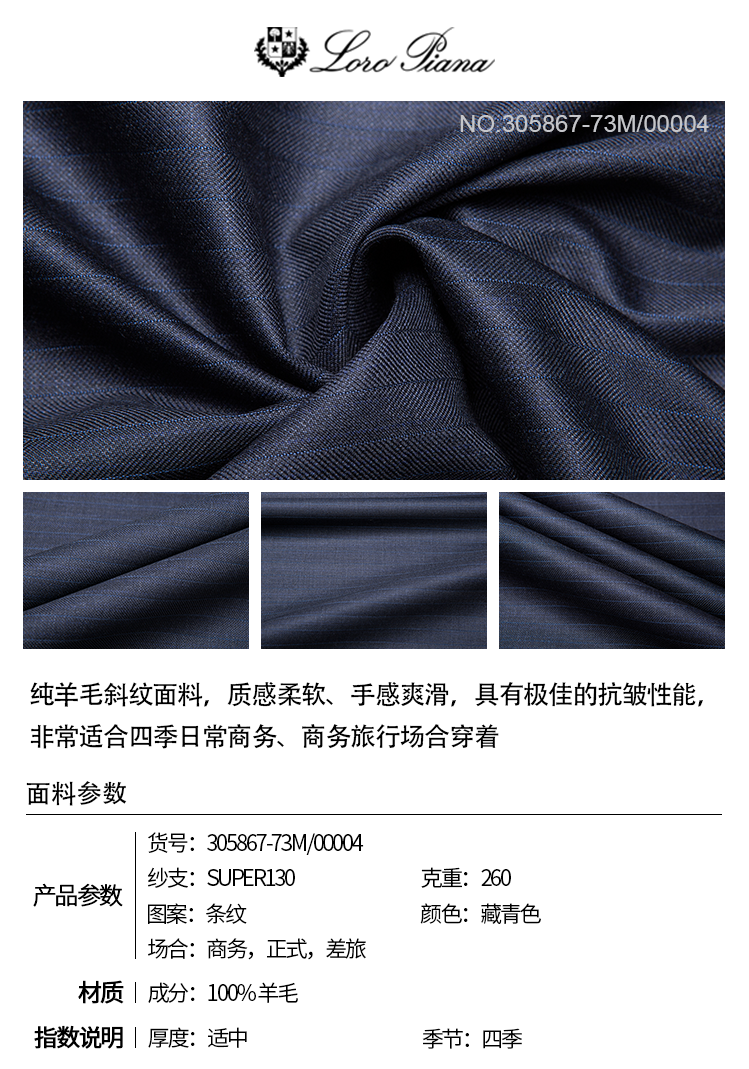 Loro Piana
NO.305867-73M/00004
纯羊毛斜纹面料，质感柔软、手感爽滑，具有极佳的抗皱性能，
非常适合四季日常商务、商务旅行场合穿着
面料参数
产品参数
货号：305867-73M/00004
纱支：SUPER130 克重：260
图案：条纹 颜色：藏青色
场合：商务，正式，差旅
材质 成分：100% 羊毛
指数说明 厚度：适中 季节：四季